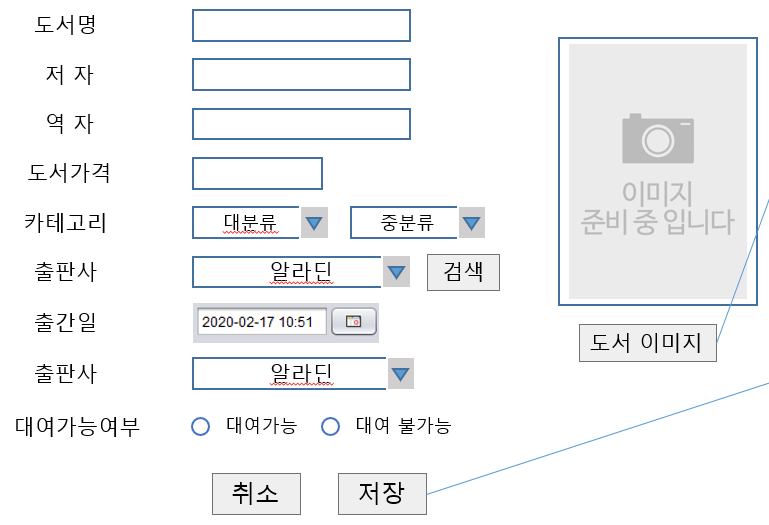 도서명
저 자
역 자
도서가격
카테고리 대분류 중분류
출판사 알라딘 검색
출간일 2020-02-17 10:51
출판사 알라딘
대여가능여부 대여가능 대여 불가능
취소 저장
이미지
준비 중 입니다
도서 이미지